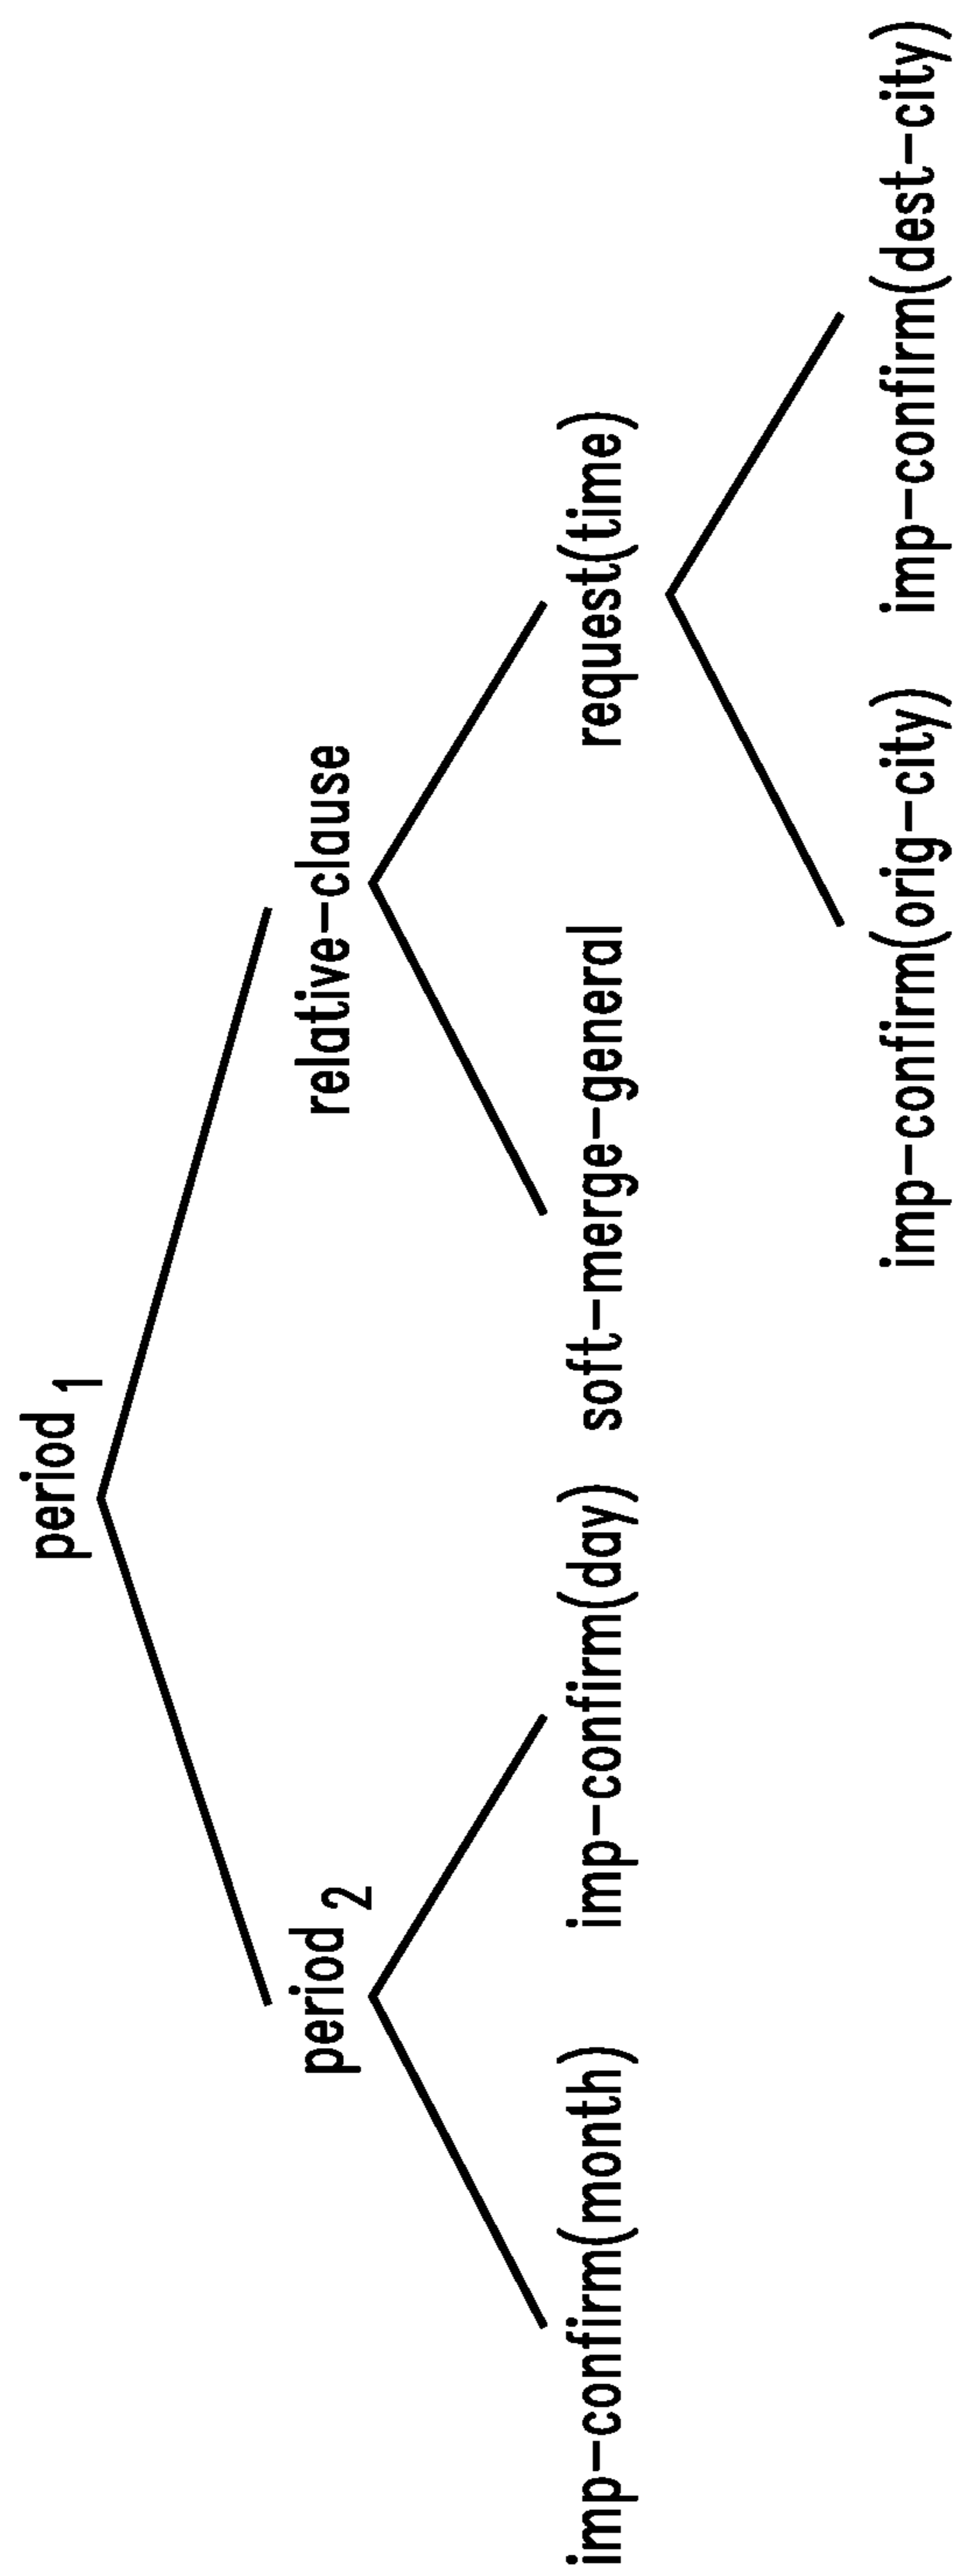 period 1
period 2
relative-clause
imp-confirm(month)
imp-confirm(day)
soft-merge-general
request(time)
imp-confirm(orig-city)
imp-confirm(dest-city)